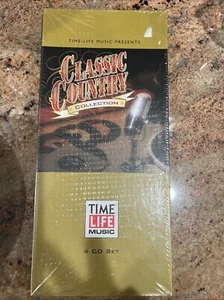 TIME-LIFE MUSIC PRESENTS
CLASSIC
COUNTRY
COLLECTION
TIME
LIFE
MUSIC
4 CD SET